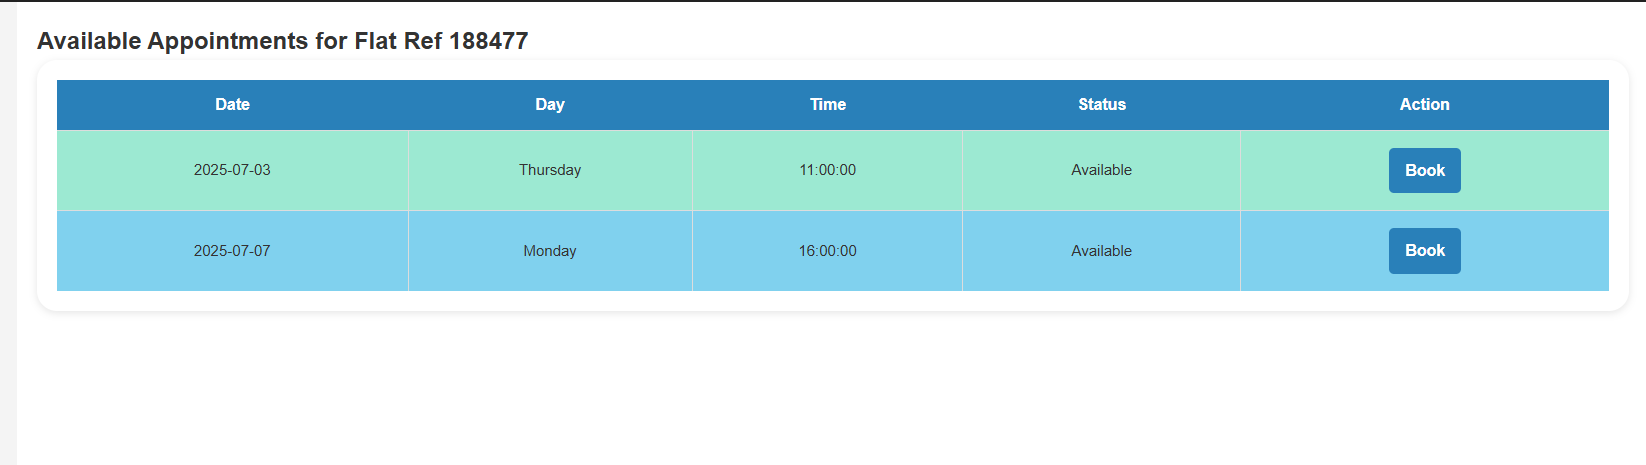 Available Appointments for Flat Ref 188477
Date Day Time Status Action
2025-07-03 Thursday 11:00:00 Available Book
2025-07-07 Monday 16:00:00 Available Book